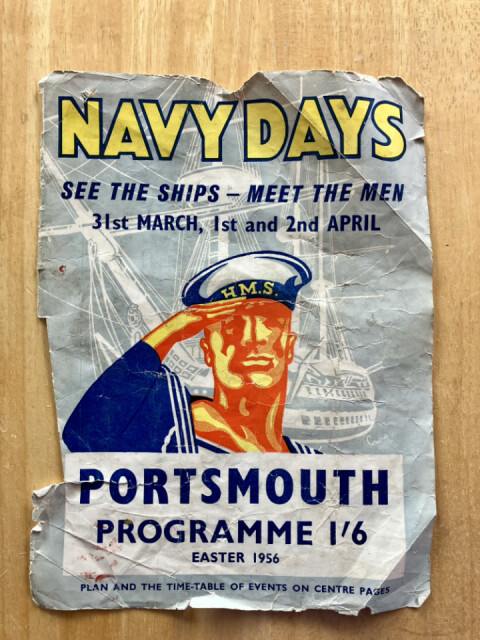 NAVY DAYS
SEE THE SHIPS – MEET THE MEN
31st MARCH, 1st and 2nd APRIL
H.M.S.
PORTSMOUTH
PROGRAMME 1/6
EASTER 1956
PLAN AND THE TIME-TABLE OF EVENTS ON CENTRE PAGES